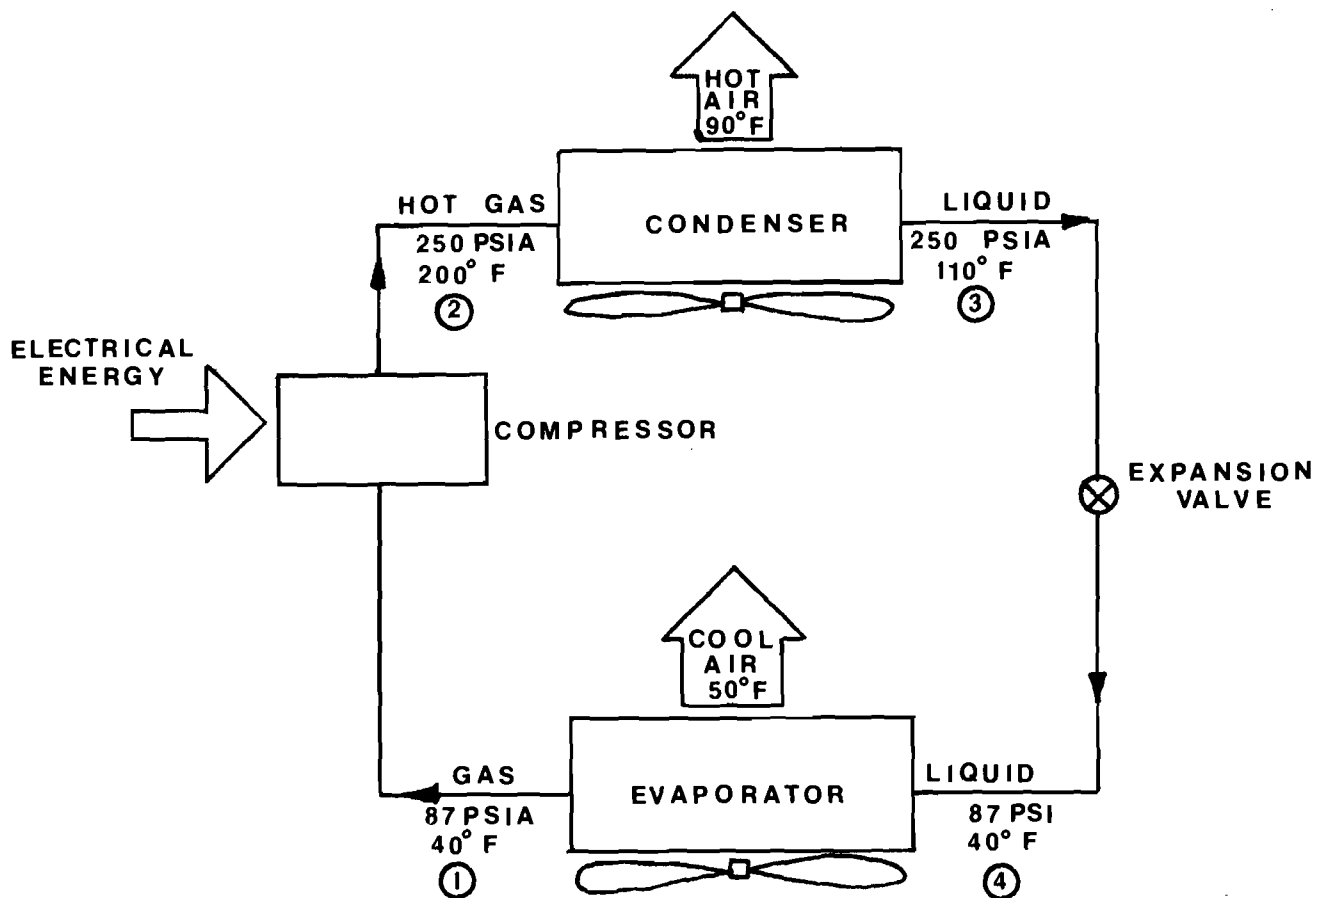 HOT
AIR
90°F
HOT GAS
250 PSIA
200° F
2
CONDENSER
LIQUID
250 PSIA
110° F
3
ELECTRICAL
ENERGY
COMPRESSOR
EXPANSION
VALVE
COOL
AIR
50°F
GAS
87 PSIA
40° F
1
EVAPORATOR
LIQUID
87 PSI
40° F
4